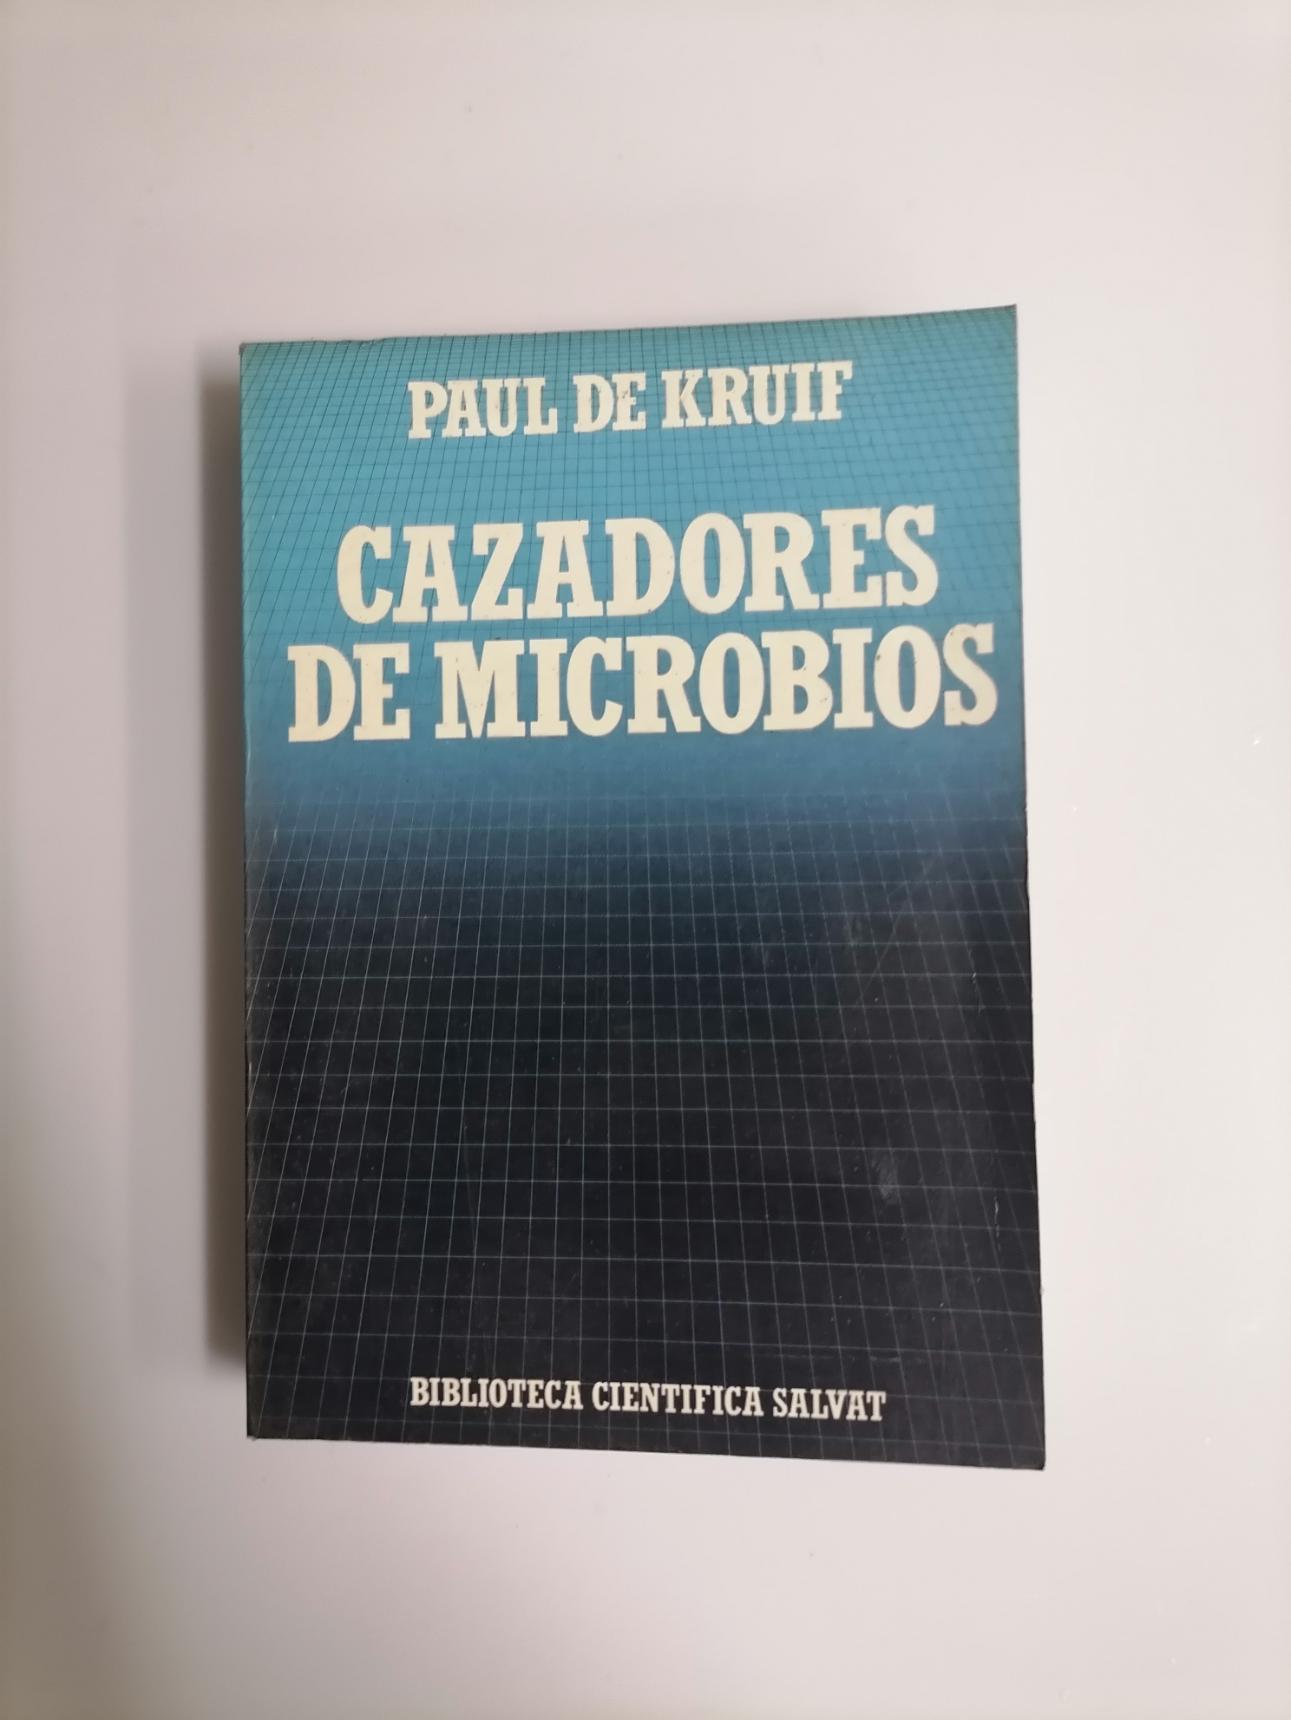 PAUL DE KRUIF
CAZADORES
DE MICROBIOS
BIBLIOTECA CIENTIFICA SALVAT